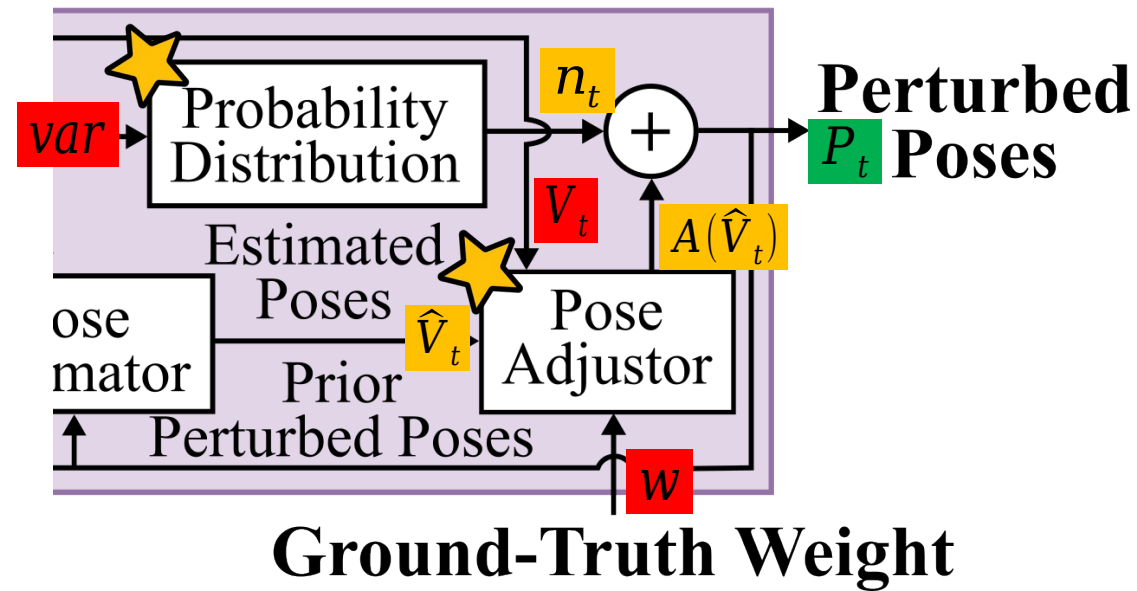 var
Probability
Distribution
n_t
+
Perturbed
P_t Poses
V_t
A(V̂_t)
Estimated
Poses
V̂_t
Pose
Adjustor
ose
mator
Prior
Perturbed Poses
w
Ground-Truth Weight